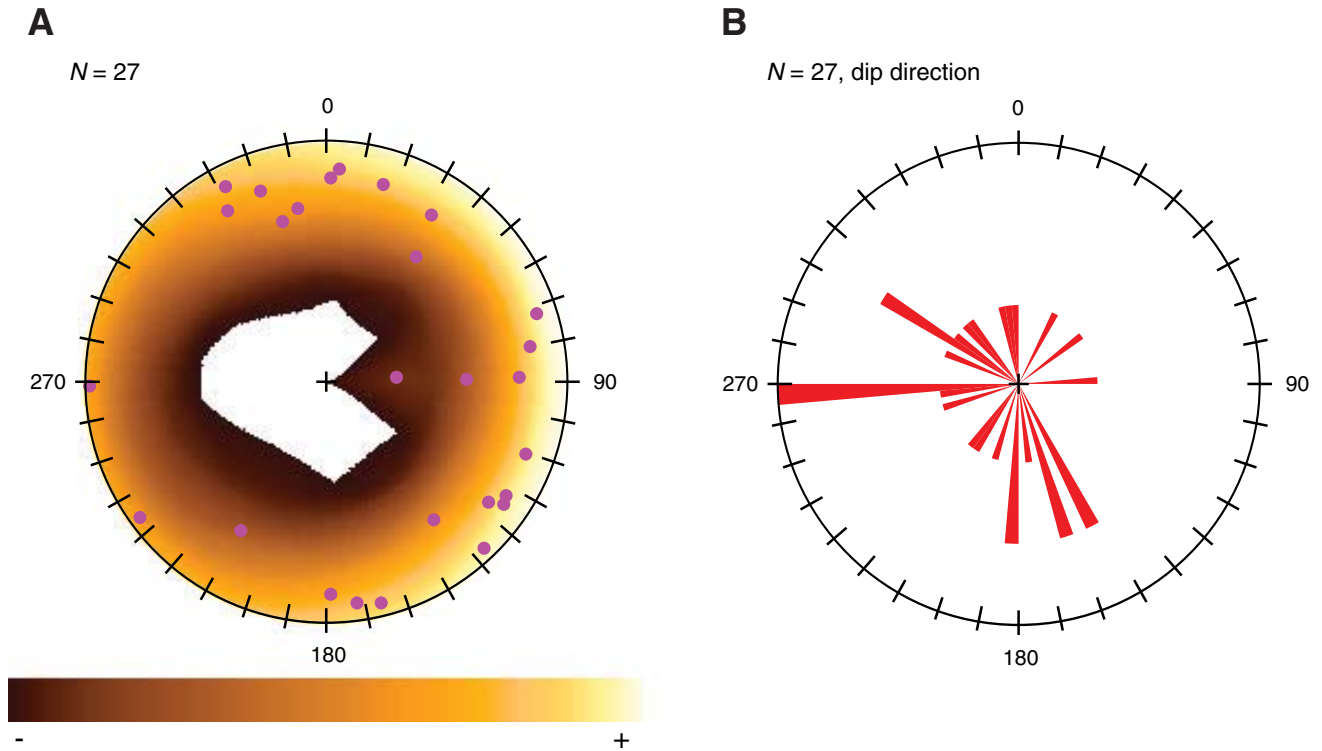 A
N = 27
0
270
90
180
-
+
B
N = 27, dip direction
0
270
90
180